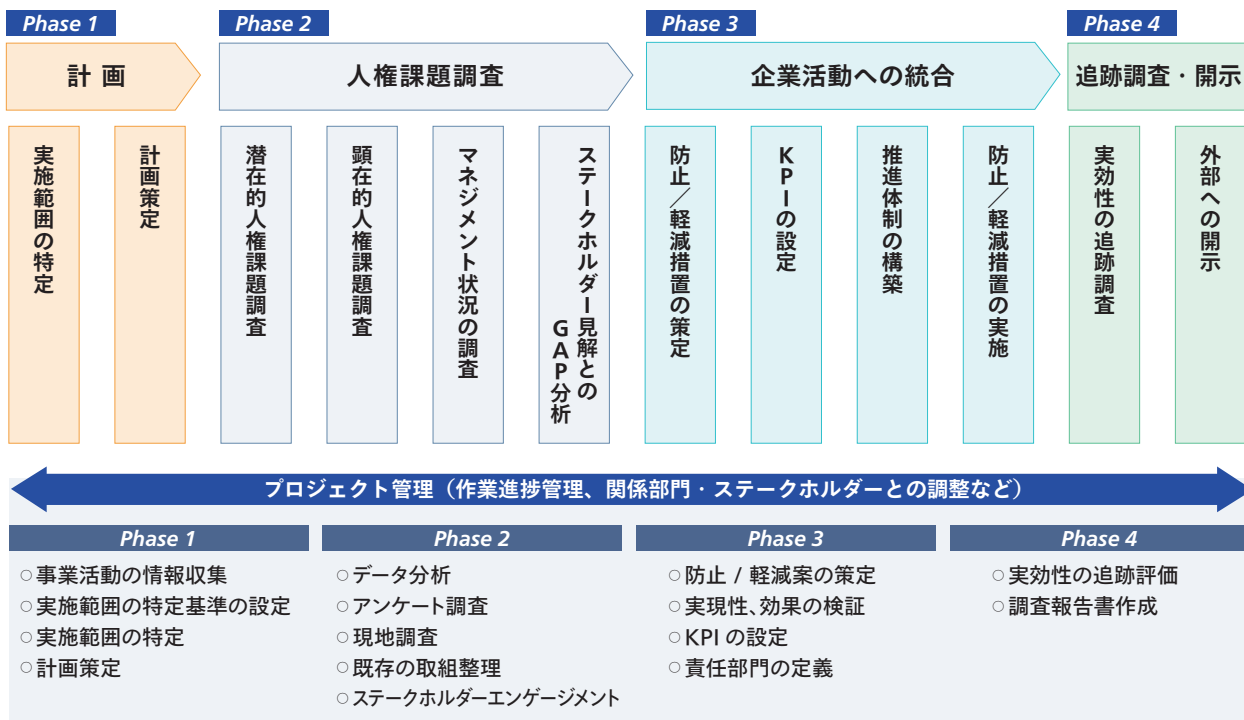 Phase 1
Phase 2
Phase 3
Phase 4
計画
人権課題調査
企業活動への統合
追跡調査・開示
実施範囲の特定
計画策定
潜在的人権課題調査
顕在的人権課題調査
マネジメント状況の調査
ステークホルダー見解との
GAP分析
防止／軽減措置の策定
KPIの設定
推進体制の構築
防止／軽減措置の実施
実効性の追跡調査
外部への開示
プロジェクト管理（作業進捗管理、関係部門・ステークホルダーとの調整など）
Phase 1
○事業活動の情報収集
○実施範囲の特定基準の設定
○実施範囲の特定
○計画策定
Phase 2
○データ分析
○アンケート調査
○現地調査
○既存の取組整理
○ステークホルダーエンゲージメント
Phase 3
○防止 / 軽減案の策定
○実現性、効果の検証
○KPI の設定
○責任部門の定義
Phase 4
○実効性の追跡評価
○調査報告書作成